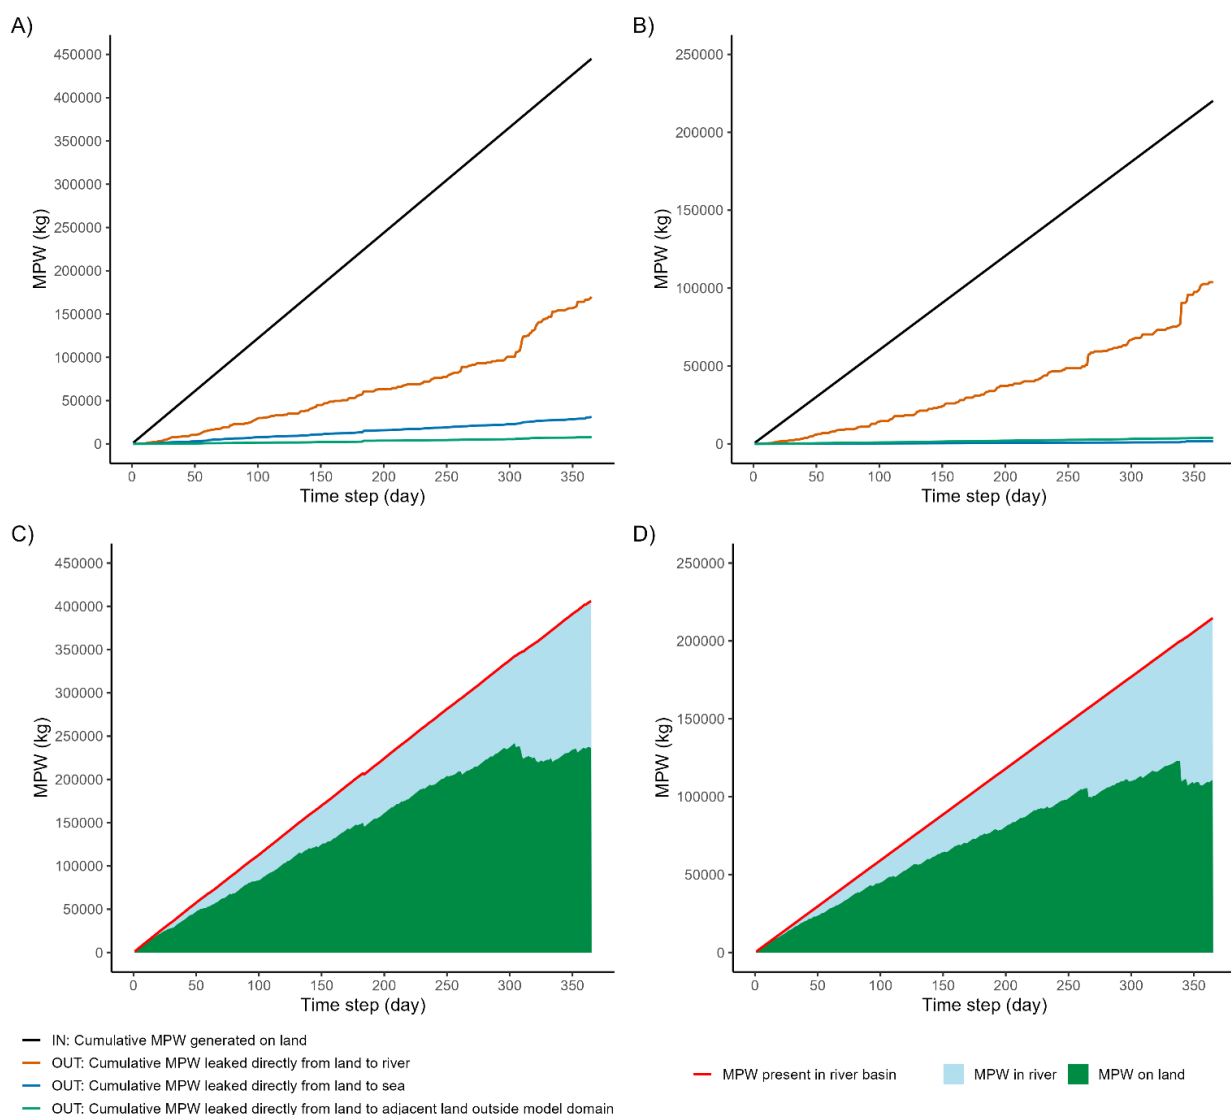 A)
B)
450000
400000
350000
300000
250000
200000
150000
100000
50000
0
MPW (kg)
0 50 100 150 200 250 300 350
Time step (day)
250000
200000
150000
100000
50000
0
MPW (kg)
0 50 100 150 200 250 300 350
Time step (day)
C)
D)
450000
400000
350000
300000
250000
200000
150000
100000
50000
0
MPW (kg)
0 50 100 150 200 250 300 350
Time step (day)
250000
200000
150000
100000
50000
0
MPW (kg)
0 50 100 150 200 250 300 350
Time step (day)
IN: Cumulative MPW generated on land
OUT: Cumulative MPW leaked directly from land to river
OUT: Cumulative MPW leaked directly from land to sea
OUT: Cumulative MPW leaked directly from land to adjacent land outside model domain
MPW present in river basin
MPW in river
MPW on land